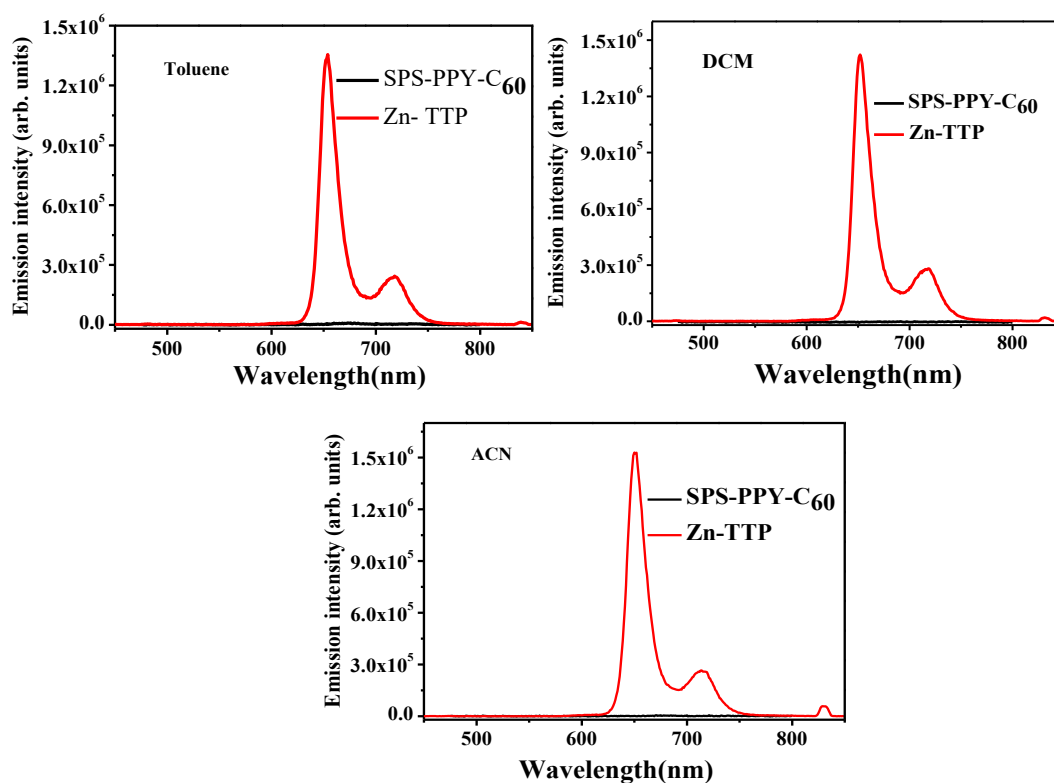 Toluene
SPS-PPY-C60
Zn- TTP
Emission intensity (arb. units)
1.5x10^6
1.2x10^6
9.0x10^5
6.0x10^5
3.0x10^5
0.0
500 600 700 800
Wavelength(nm)
DCM
SPS-PPY-C60
Zn-TTP
Emission intensity (arb. units)
1.5x10^6
1.2x10^6
9.0x10^5
6.0x10^5
3.0x10^5
0.0
500 600 700 800
Wavelength(nm)
ACN
SPS-PPY-C60
Zn-TTP
Emission intensity (arb. units)
1.5x10^6
1.2x10^6
9.0x10^5
6.0x10^5
3.0x10^5
0.0
500 600 700 800
Wavelength(nm)